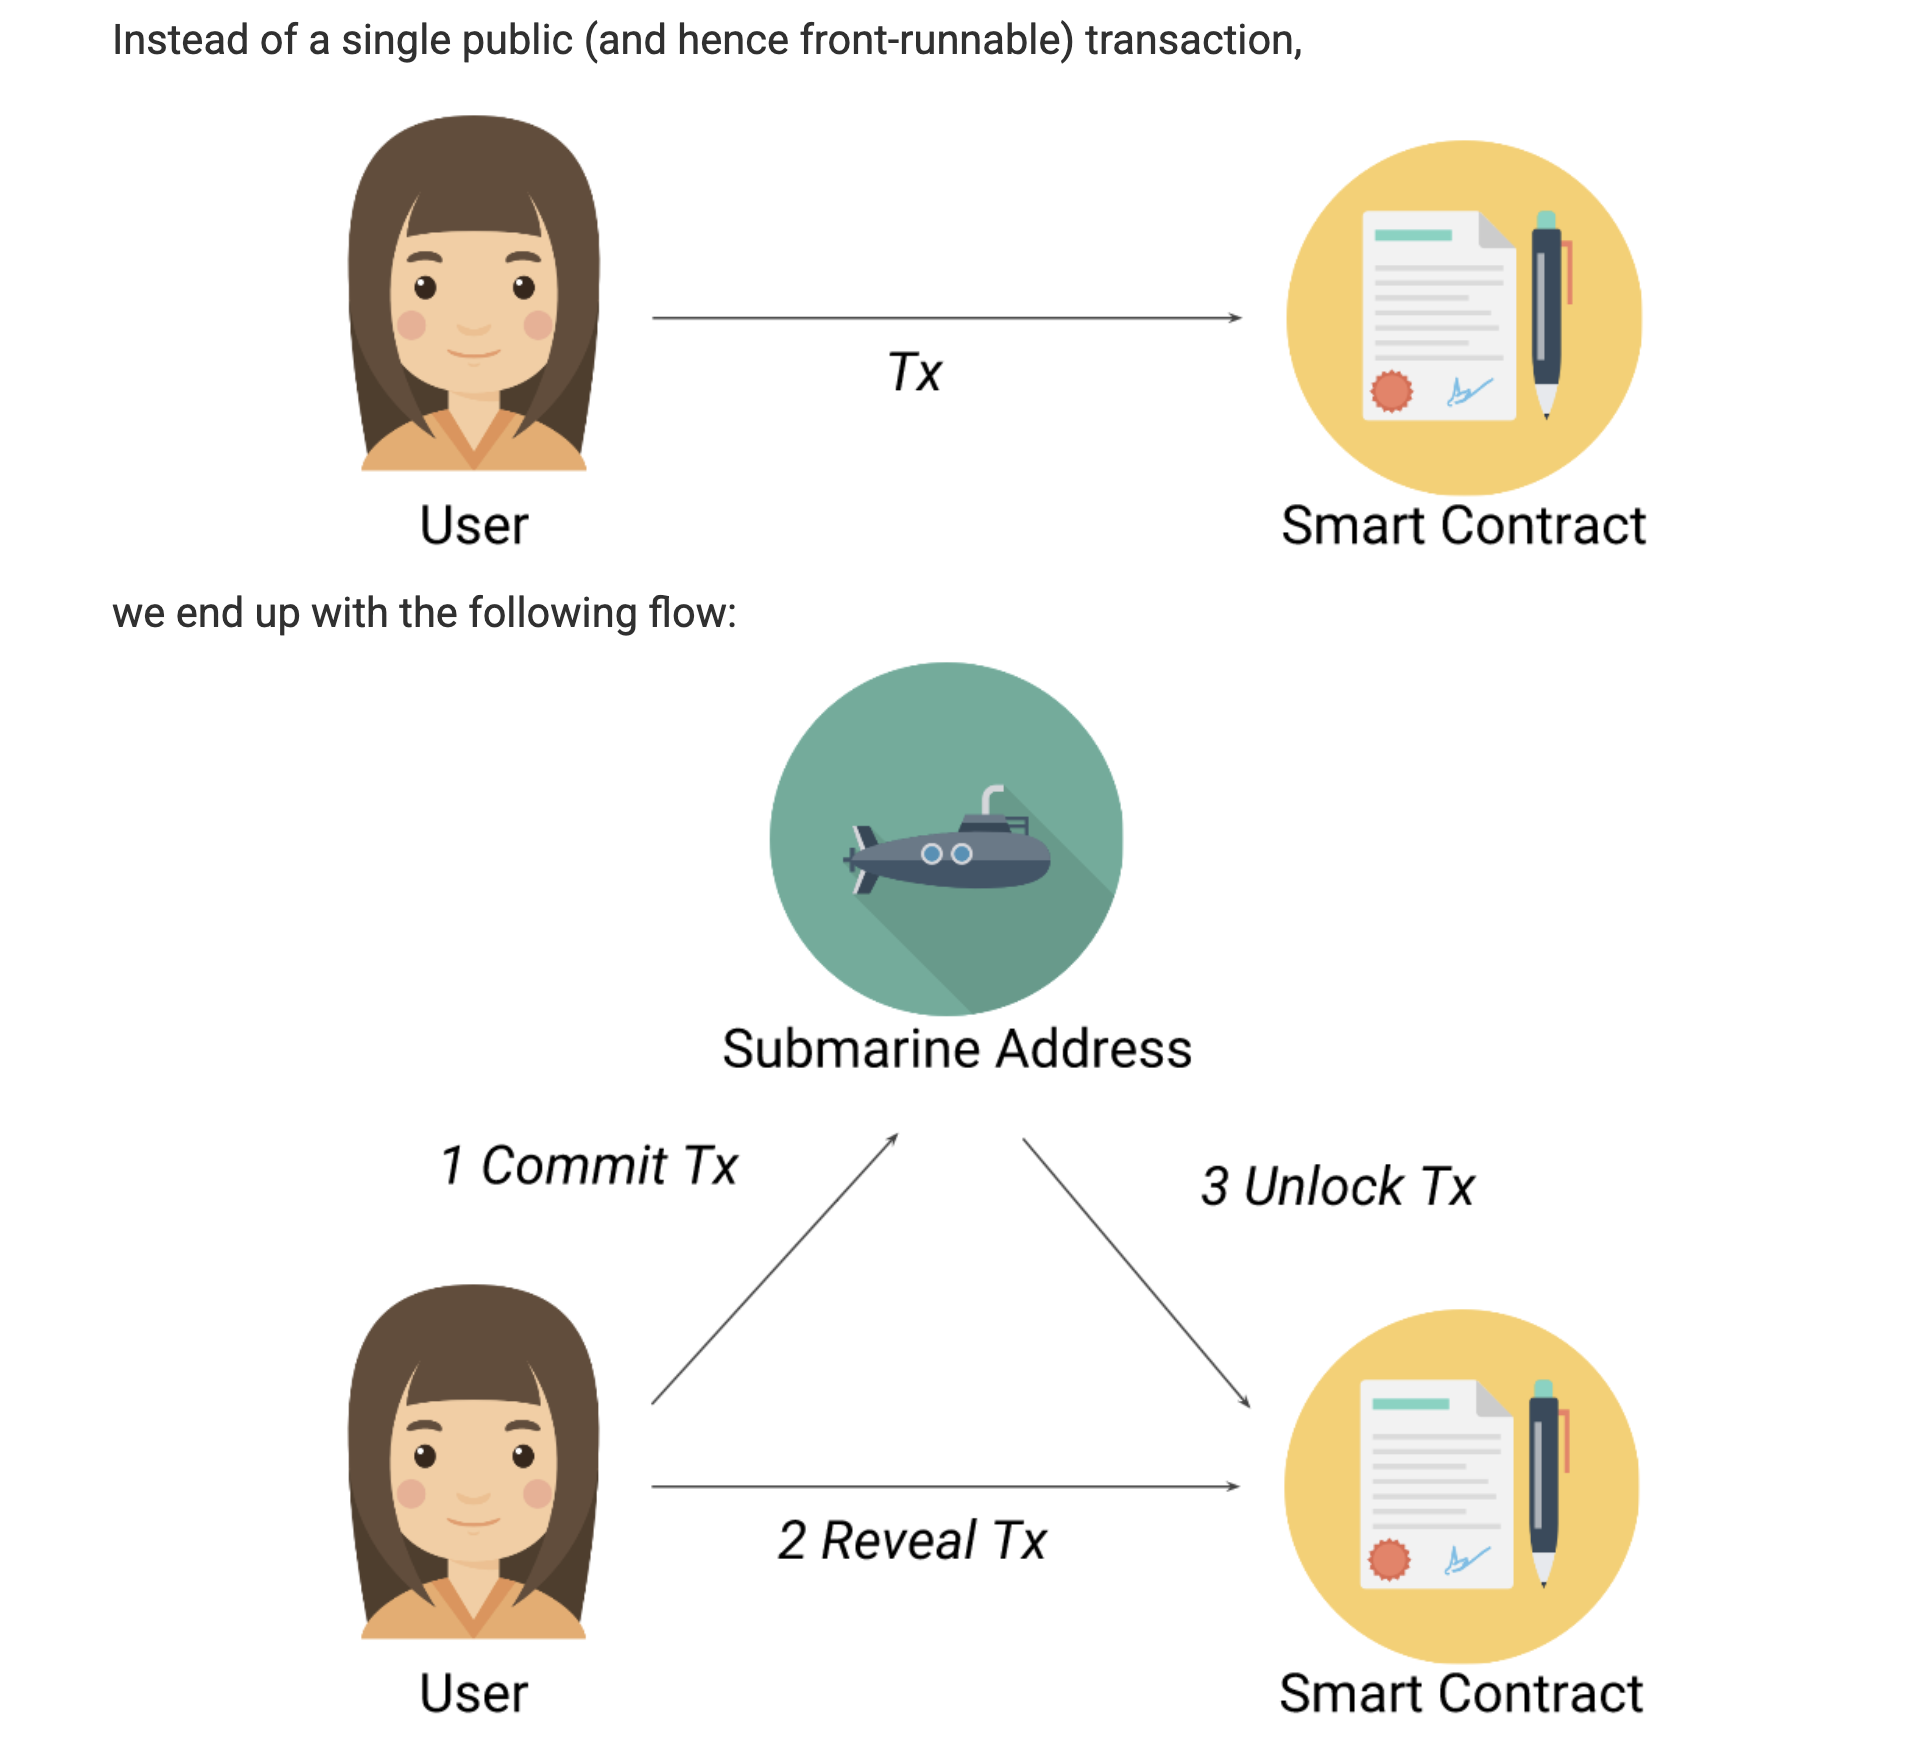 Instead of a single public (and hence front-runnable) transaction,
Tx
User
Smart Contract
we end up with the following flow:
Submarine Address
1 Commit Tx
3 Unlock Tx
2 Reveal Tx
User
Smart Contract